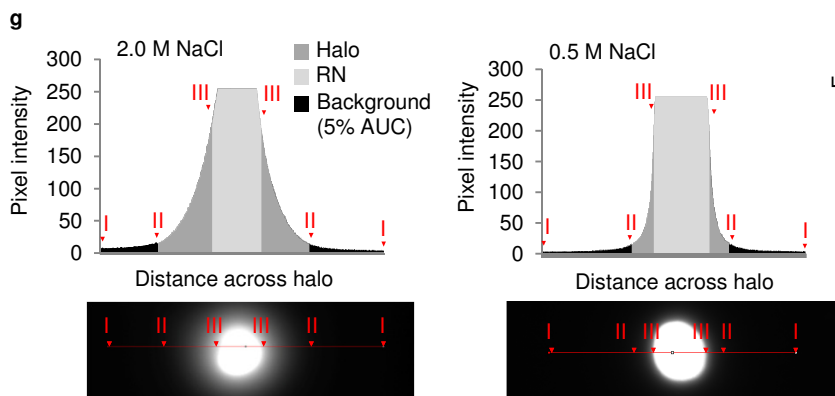 g
2.0 M NaCl
Halo
RN
Background
(5% AUC)
Pixel intensity
300
250
200
150
100
50
0
I
II
III
III
II
I
Distance across halo
I
II
III
III
II
I
0.5 M NaCl
Pixel intensity
300
250
200
150
100
50
0
I
II
III
III
II
I
Distance across halo
I
II
III
III
II
I